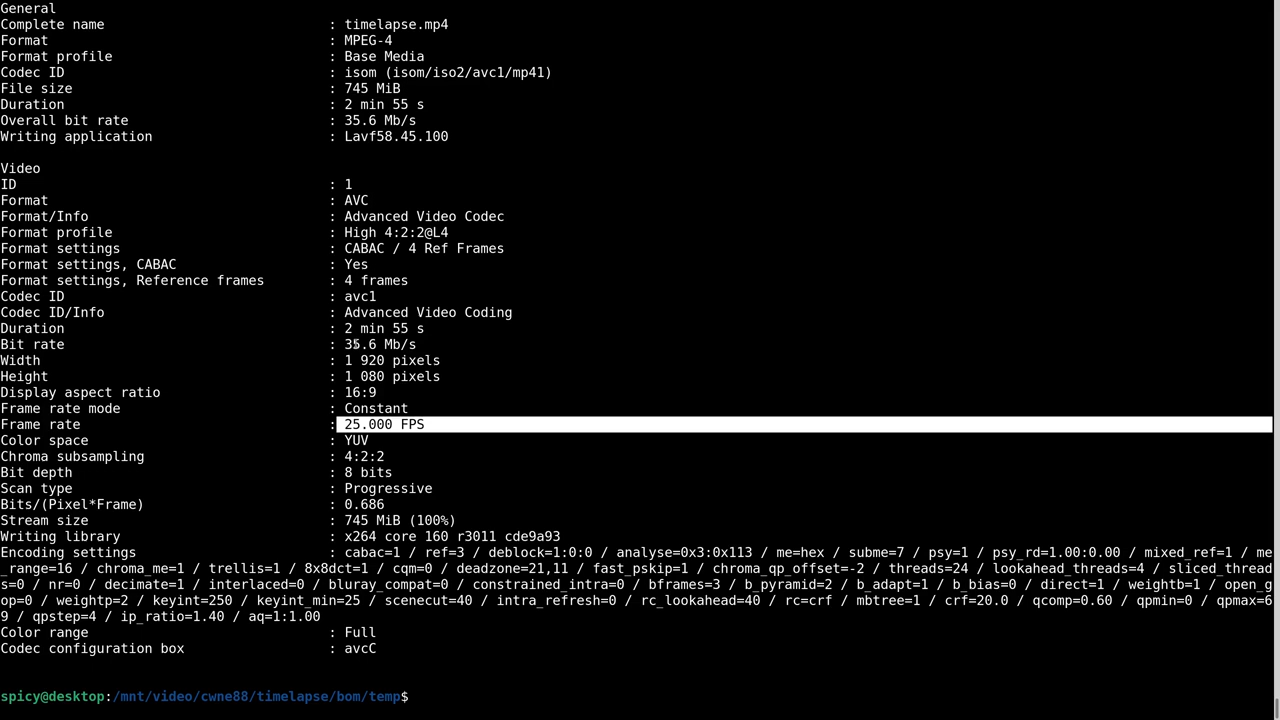 General
Complete name : timelapse.mp4
Format : MPEG-4
Format profile : Base Media
Codec ID : isom (isom/iso2/avc1/mp41)
File size : 745 MiB
Duration : 2 min 55 s
Overall bit rate : 35.6 Mb/s
Writing application : Lavf58.45.100
Video
ID : 1
Format : AVC
Format/Info : Advanced Video Codec
Format profile : High 4:2:2@L4
Format settings : CABAC / 4 Ref Frames
Format settings, CABAC : Yes
Format settings, Reference frames : 4 frames
Codec ID : avc1
Codec ID/Info : Advanced Video Coding
Duration : 2 min 55 s
Bit rate : 35.6 Mb/s
Width : 1 920 pixels
Height : 1 080 pixels
Display aspect ratio : 16:9
Frame rate mode : Constant
Frame rate : 25.000 FPS
Color space : YUV
Chroma subsampling : 4:2:2
Bit depth : 8 bits
Scan type : Progressive
Bits/(Pixel*Frame) : 0.686
Stream size : 745 MiB (100%)
Writing library : x264 core 160 r3011 cde9a93
Encoding settings : cabac=1 / ref=3 / deblock=1:0:0 / analyse=0x3:0x113 / me=hex / subme=7 / psy=1 / psy_rd=1.00:0.00 / mixed_ref=1 / me
_range=16 / chroma_me=1 / trellis=1 / 8x8dct=1 / cqm=0 / deadzone=21,11 / fast_pskip=1 / chroma_qp_offset=-2 / threads=24 / lookahead_threads=4 / sliced_thread
s=0 / nr=0 / decimate=1 / interlaced=0 / bluray_compat=0 / constrained_intra=0 / bframes=3 / b_pyramid=2 / b_adapt=1 / b_bias=0 / direct=1 / weightb=1 / open_g
op=0 / weightp=2 / keyint=250 / keyint_min=25 / scenecut=40 / intra_refresh=0 / rc_lookahead=40 / rc=crf / mbtree=1 / crf=20.0 / qcomp=0.60 / qpmin=0 / qpmax=6
9 / qpstep=4 / ip_ratio=1.40 / aq=1:1.00
Color range : Full
Codec configuration box : avcC
spicy@desktop:/mnt/video/cwne88/timelapse/bom/temp$